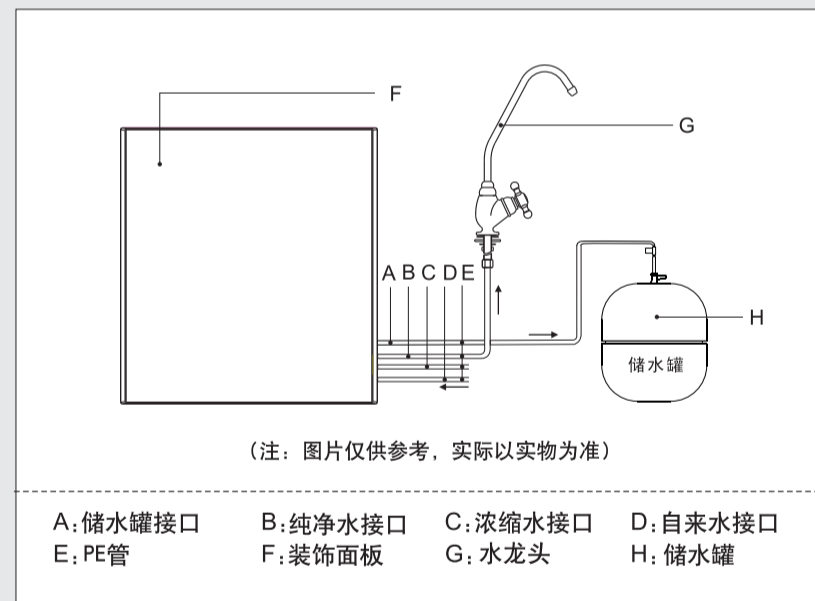 F
G
A B C D E
H
储水罐
（注：图片仅供参考，实际以实物为准）
A:储水罐接口 B:纯净水接口 C:浓缩水接口 D:自来水接口
E:PE管 F:装饰面板 G:水龙头 H:储水罐